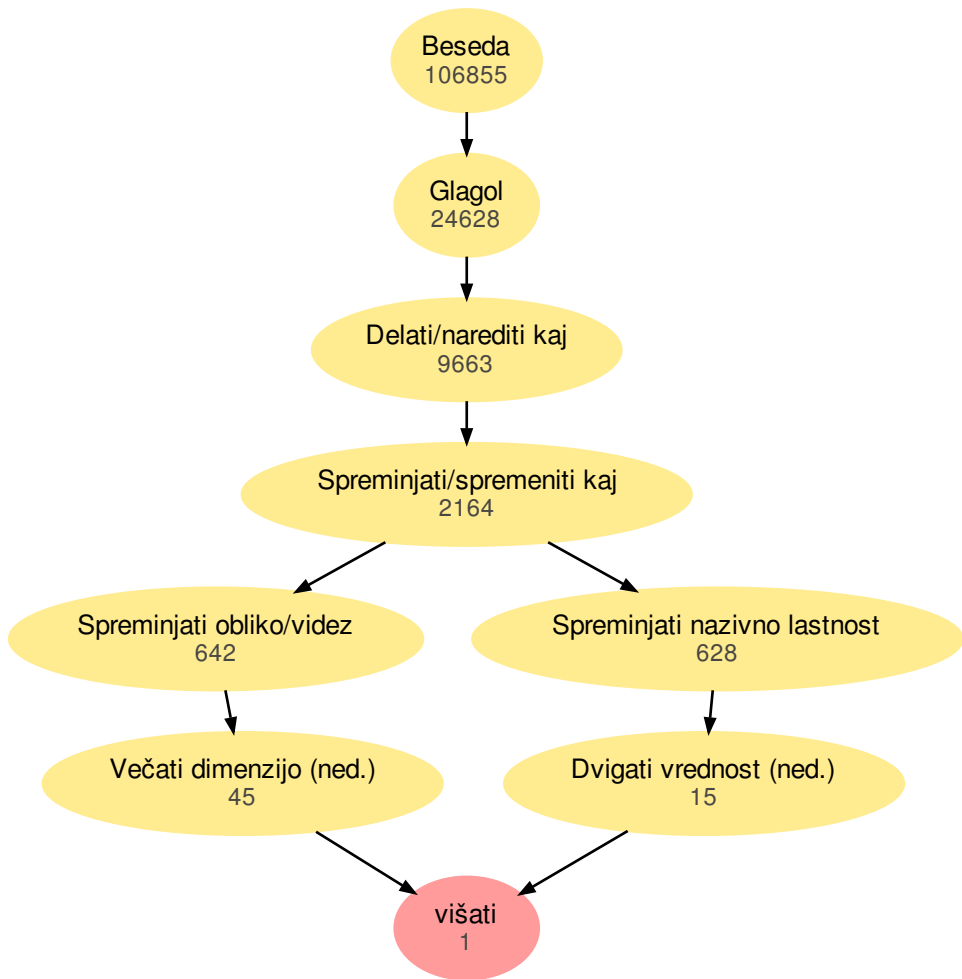 Beseda
106855
Glagol
24628
Delati/narediti kaj
9663
Spreminjati/spremeniti kaj
2164
Spreminjati obliko/videz
642
Spreminjati nazivno lastnost
628
Večati dimenzijo (ned.)
45
Dvigati vrednost (ned.)
15
višati
1